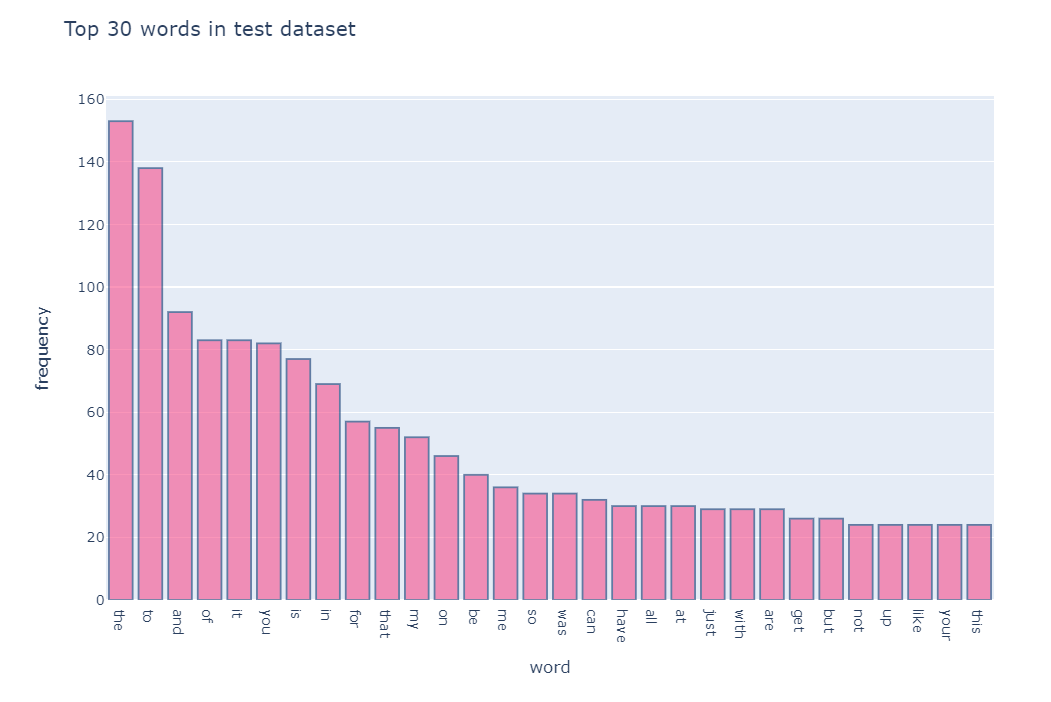 Top 30 words in test dataset
160
140
120
100
80
60
40
20
0
frequency
the to and of it you is in for that my on be me so was can have all at just with are get but not up like your this
word